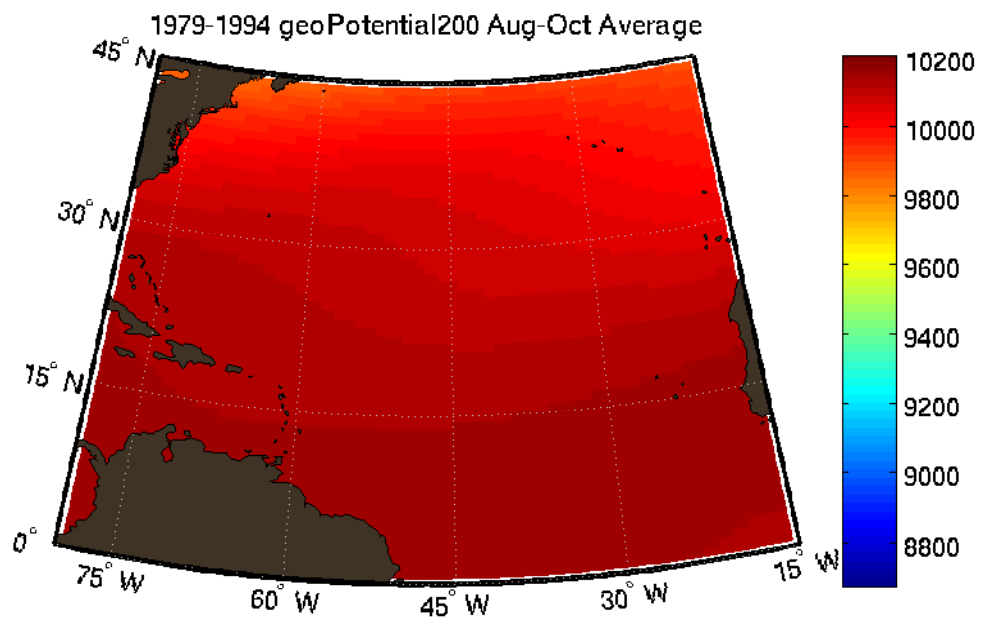 1979-1994 geoPotential200 Aug-Oct Average
45° N
30° N
15° N
0°
75° W
60° W
45° W
30° W
15° W
10200
10000
9800
9600
9400
9200
9000
8800